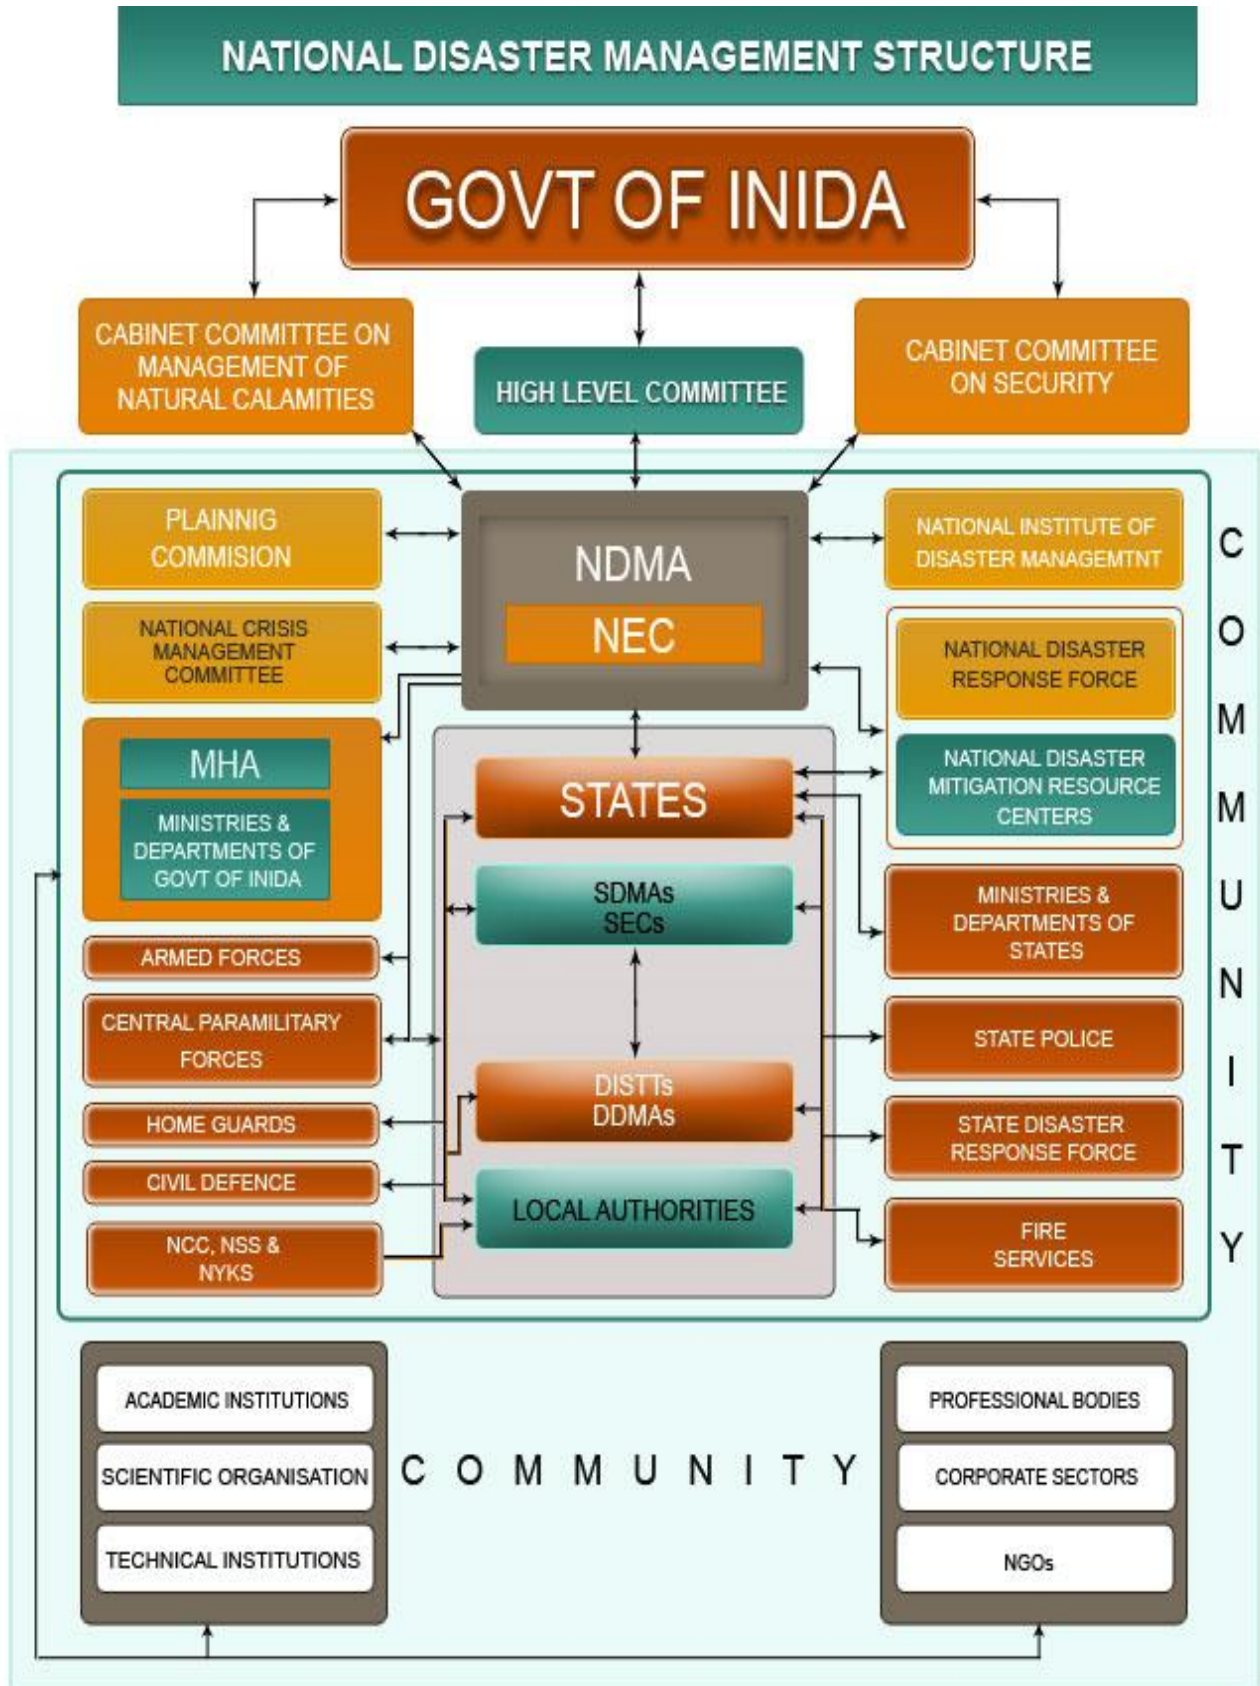 NATIONAL DISASTER MANAGEMENT STRUCTURE
GOVT OF INIDA
CABINET COMMITTEE ON
MANAGEMENT OF
NATURAL CALAMITIES
HIGH LEVEL COMMITTEE
CABINET COMMITTEE
ON SECURITY
PLAINNIG
COMMISION
NATIONAL CRISIS
MANAGEMENT
COMMITTEE
MHA
MINISTRIES &
DEPARTMENTS OF
GOVT OF INIDA
ARMED FORCES
CENTRAL PARAMILITARY
FORCES
HOME GUARDS
CIVIL DEFENCE
NCC, NSS &
NYKS
NDMA
NEC
STATES
SDMAs
SECs
DISTTs
DDMAs
LOCAL AUTHORITIES
NATIONAL INSTITUTE OF
DISASTER MANAGEMTNT
NATIONAL DISASTER
RESPONSE FORCE
NATIONAL DISASTER
MITIGATION RESOURCE
CENTERS
MINISTRIES &
DEPARTMENTS OF
STATES
STATE POLICE
STATE DISASTER
RESPONSE FORCE
FIRE
SERVICES
COMMUNITY
ACADEMIC INSTITUTIONS
SCIENTIFIC ORGANISATION
TECHNICAL INSTITUTIONS
COMMUNITY
PROFESSIONAL BODIES
CORPORATE SECTORS
NGOs